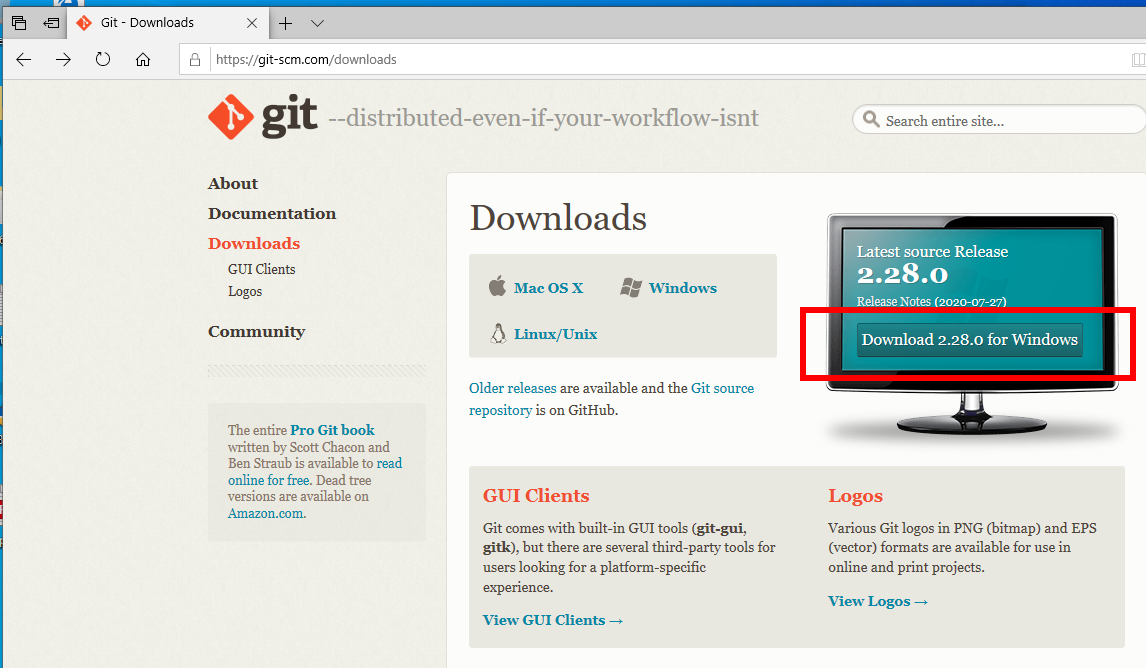 Git - Downloads
https://git-scm.com/downloads
git --distributed-even-if-your-workflow-isnt
Search entire site...
About
Documentation
Downloads
GUI Clients
Logos
Community
The entire Pro Git book
written by Scott Chacon and
Ben Straub is available to read
online for free. Dead tree
versions are available on
Amazon.com.
Downloads
Mac OS X
Windows
Linux/Unix
Older releases are available and the Git source
repository is on GitHub.
Latest source Release
2.28.0
Release Notes (2020-07-27)
Download 2.28.0 for Windows
GUI Clients
Git comes with built-in GUI tools (git-gui,
gitk), but there are several third-party tools for
users looking for a platform-specific
experience.
View GUI Clients →
Logos
Various Git logos in PNG (bitmap) and EPS
(vector) formats are available for use in
online and print projects.
View Logos →